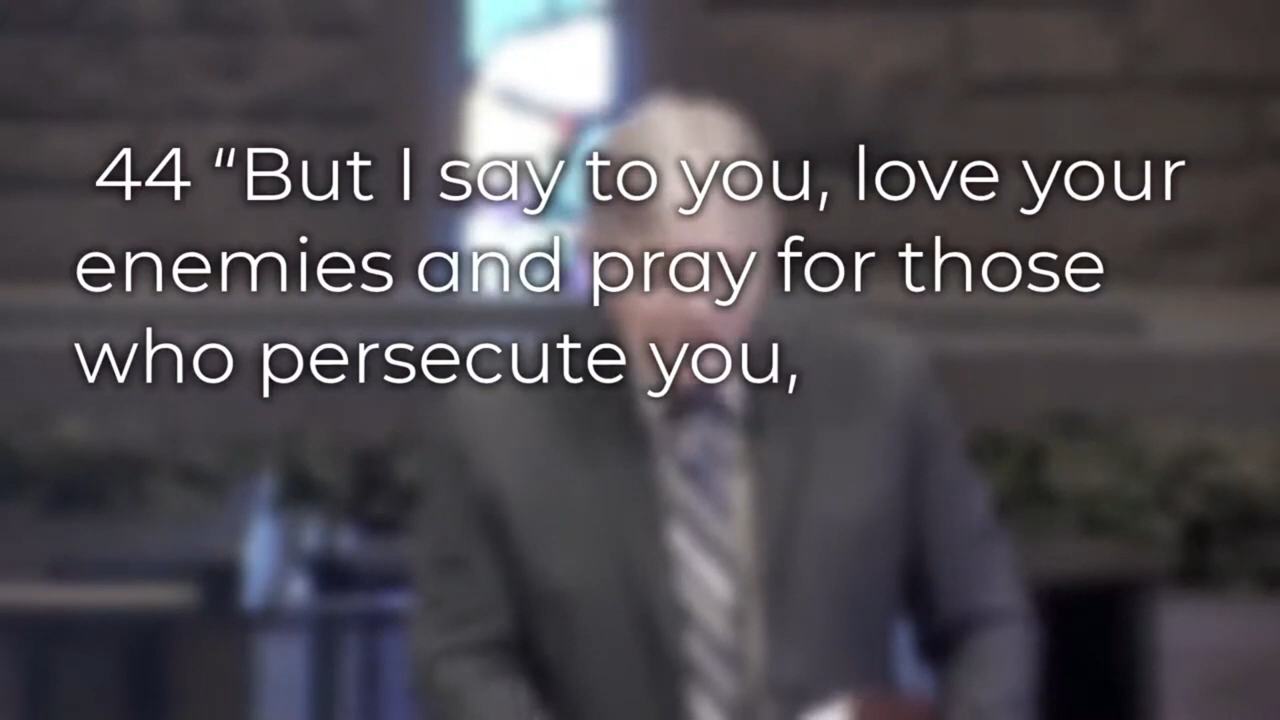 44 “But I say to you, love your
enemies and pray for those
who persecute you,